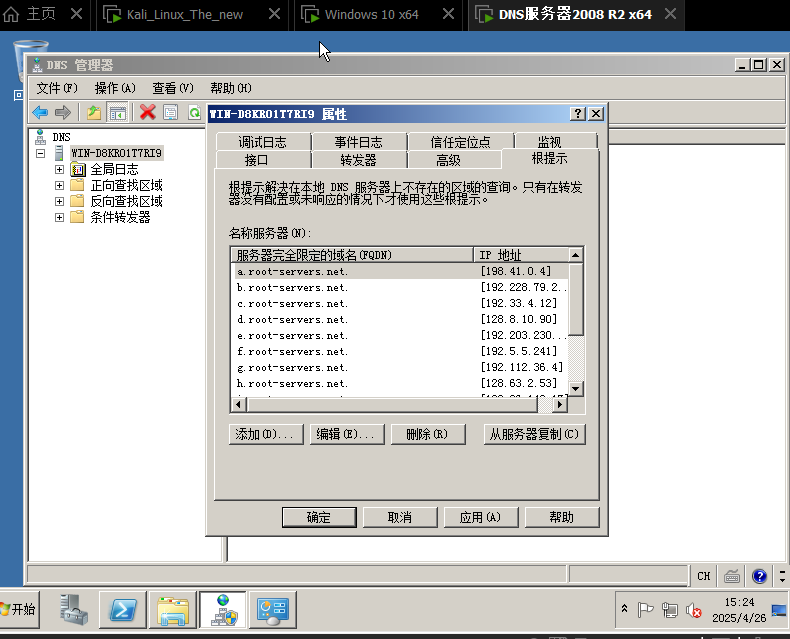 主页
Kali_Linux_The_new
Windows 10 x64
DNS服务器2008 R2 x64
DNS 管理器
文件(F) 操作(A) 查看(V) 帮助(H)
DNS
WIN-D8KRO1T7RI9
全局日志
正向查找区域
反向查找区域
条件转发器
WIN-D8KRO1T7RI9 属性
调试日志 事件日志 信任定位点 监视
接口 转发器 高级 根提示
根提示解决在本地 DNS 服务器上不存在的区域的查询。只有在转发
器没有配置或未响应的情况下才使用这些根提示。
名称服务器(N):
服务器完全限定的域名(FQDN) IP 地址
a.root-servers.net. [198.41.0.4]
b.root-servers.net. [192.228.79.2..
c.root-servers.net. [192.33.4.12]
d.root-servers.net. [128.8.10.90]
e.root-servers.net. [192.203.230...
f.root-servers.net. [192.5.5.241]
g.root-servers.net. [192.112.36.4]
h.root-servers.net. [128.63.2.53]
添加(D)... 编辑(E)... 删除(R) 从服务器复制(C)
确定 取消 应用(A) 帮助
CH
开始
15:24
2025/4/26